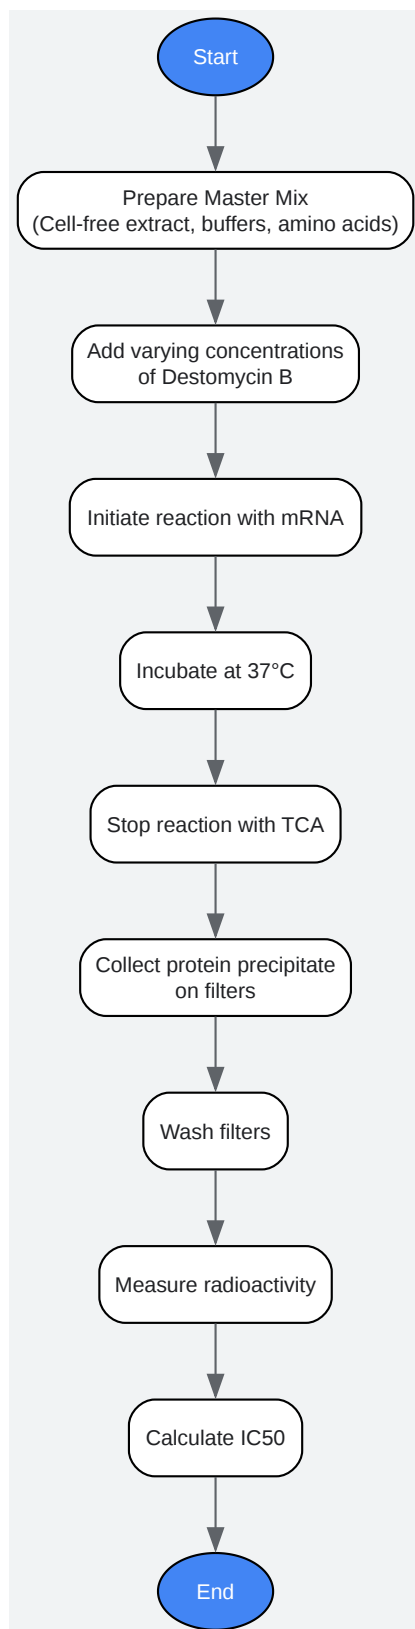 Start
Prepare Master Mix
(Cell-free extract, buffers, amino acids)
Add varying concentrations
of Destomycin B
Initiate reaction with mRNA
Incubate at 37°C
Stop reaction with TCA
Collect protein precipitate
on filters
Wash filters
Measure radioactivity
Calculate IC50
End